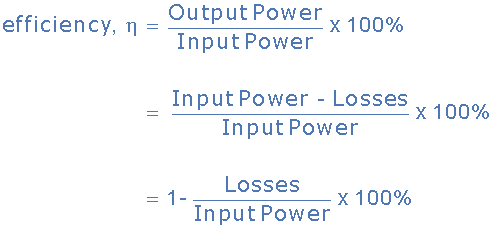 efficiency, η = Output Power / Input Power x 100%
= Input Power - Losses / Input Power x 100%
= 1- Losses / Input Power x 100%